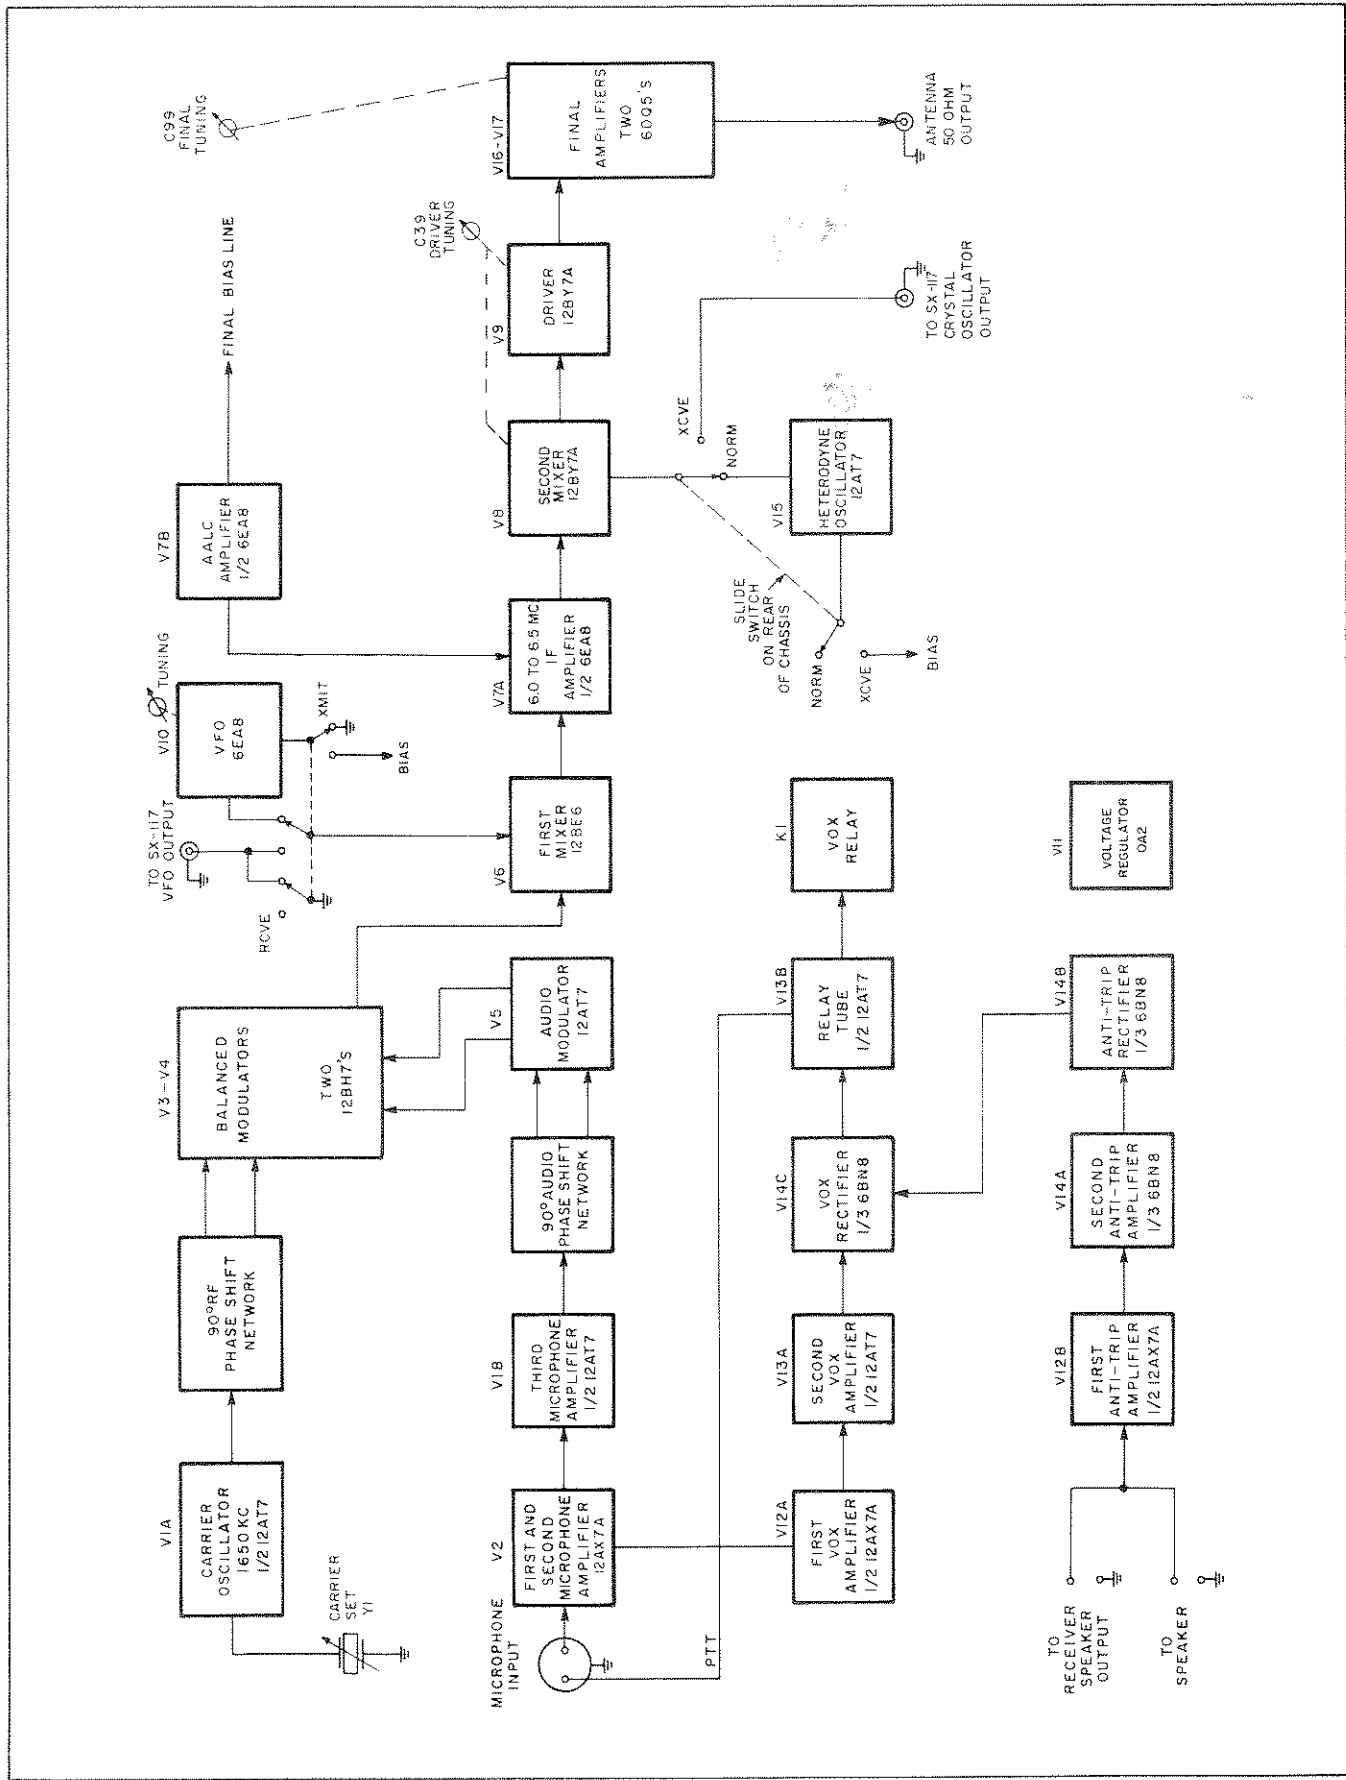 V1A
CARRIER
OSCILLATOR
1650 KC
1/2 12AT7
CARRIER
SET
Y1
90° RF
PHASE SHIFT
NETWORK
V3-V4
BALANCED
MODULATORS
TWO
12BH7'S
TO SX-117
VFO OUTPUT
RCVE
V10
TUNING
VFO
6EA8
XMIT
BIAS
V7B
AALC
AMPLIFIER
1/2 6EA8
FINAL BIAS LINE
C99
FINAL
TUNING
MICROPHONE
INPUT
V2
FIRST AND
SECOND
MICROPHONE
AMPLIFIER
12AX7A
V1B
THIRD
MICROPHONE
AMPLIFIER
1/2 12AT7
90° AUDIO
PHASE SHIFT
NETWORK
V5
AUDIO
MODULATOR
12AT7
V6
FIRST
MIXER
12BE6
V7A
6.0 TO 6.5 MC.
IF
AMPLIFIER
1/2 6EA8
V8
SECOND
MIXER
12BY7A
V9
DRIVER
12BY7A
C39
DRIVER
TUNING
V16-V17
FINAL
AMPLIFIERS
TWO
6DQ5'S
ANTENNA
50 OHM
OUTPUT
PTT
V12A
FIRST
VOX
AMPLIFIER
1/2 12AX7A
V13A
SECOND
VOX
AMPLIFIER
1/2 12AT7
V14C
VOX
RECTIFIER
1/3 6BN8
V13B
RELAY
TUBE
1/2 12AT7
K1
VOX
RELAY
SLIDE
SWITCH
ON REAR
OF CHASSIS
NORM
XCVE
BIAS
XCVE
NORM
V15
HETERODYNE
OSCILLATOR
12AT7
TO SX-117
CRYSTAL
OSCILLATOR
OUTPUT
TO
RECEIVER
SPEAKER
OUTPUT
TO
SPEAKER
V12B
FIRST
ANTI-TRIP
AMPLIFIER
1/2 12AX7A
V14A
SECOND
ANTI-TRIP
AMPLIFIER
1/3 6BN8
V14B
ANTI-TRIP
RECTIFIER
1/3 6BN8
V11
VOLTAGE
REGULATOR
OA2